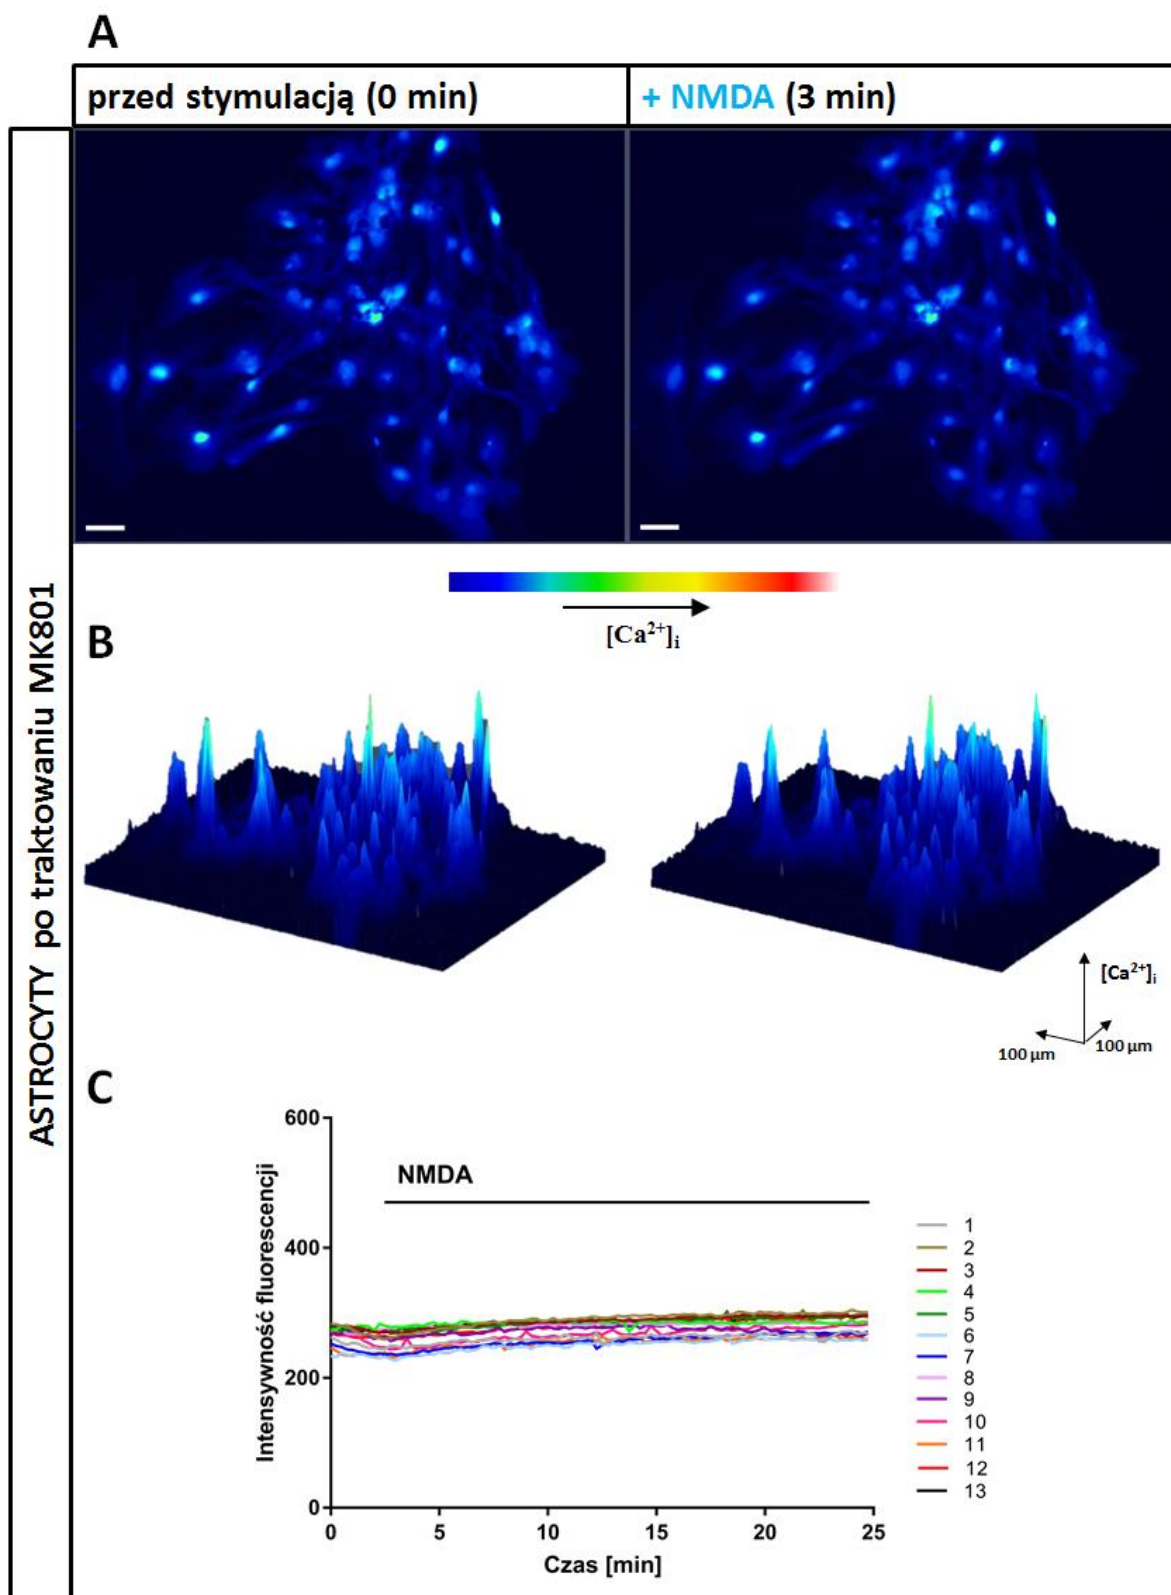 A
przed stymulacją (0 min)
+ NMDA (3 min)
ASTROCYTY po traktowaniu MK801
[Ca²⁺]ᵢ
B
[Ca²⁺]ᵢ
100 µm
100 µm
C
600
400
200
0
Intensywność fluorescencji
NMDA
0
5
10
15
20
25
Czas [min]
1
2
3
4
5
6
7
8
9
10
11
12
13